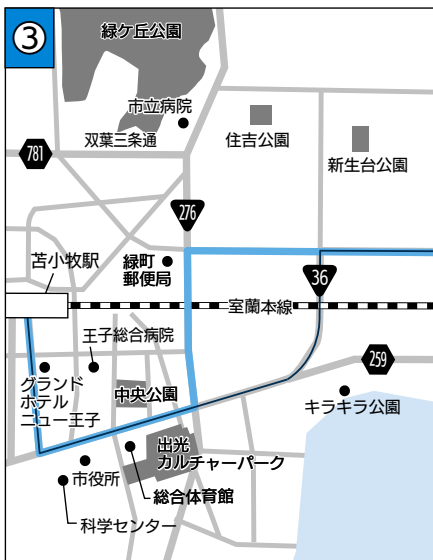 ③
緑ケ丘公園
市立病院
双葉三条通
住吉公園
新生台公園
781
276
苫小牧駅
緑町
郵便局
36
室蘭本線
王子総合病院
259
グランド
ホテル
ニュー王子
中央公園
キラキラ公園
出光
カルチャーパーク
市役所
総合体育館
科学センター